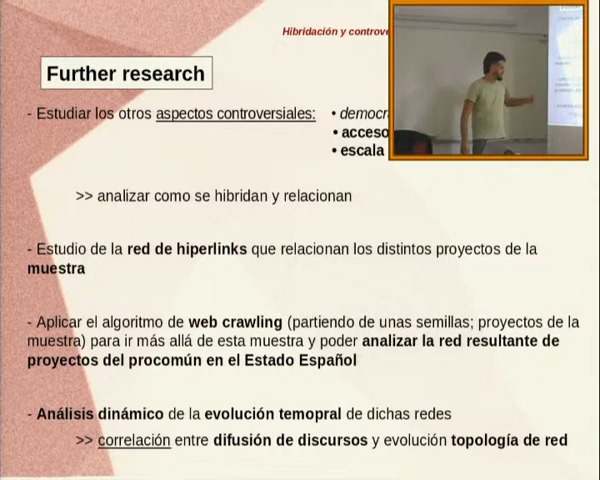 Hibridación y
Further research
- Estudiar los otros aspectos controversiales:
•
• acceso
• escala
>> analizar como se hibridan y relacionan
- Estudio de la red de hiperlinks que relacionan los distintos proyectos de la
muestra
- Aplicar el algoritmo de web crawling (partiendo de unas semillas; proyectos de la
muestra) para ir más allá de esta muestra y poder analizar la red resultante de
proyectos del procomún en el Estado Español
- Análisis dinámico de la evolución temopral de dichas redes
>> correlación entre difusión de discursos y evolución topología de red